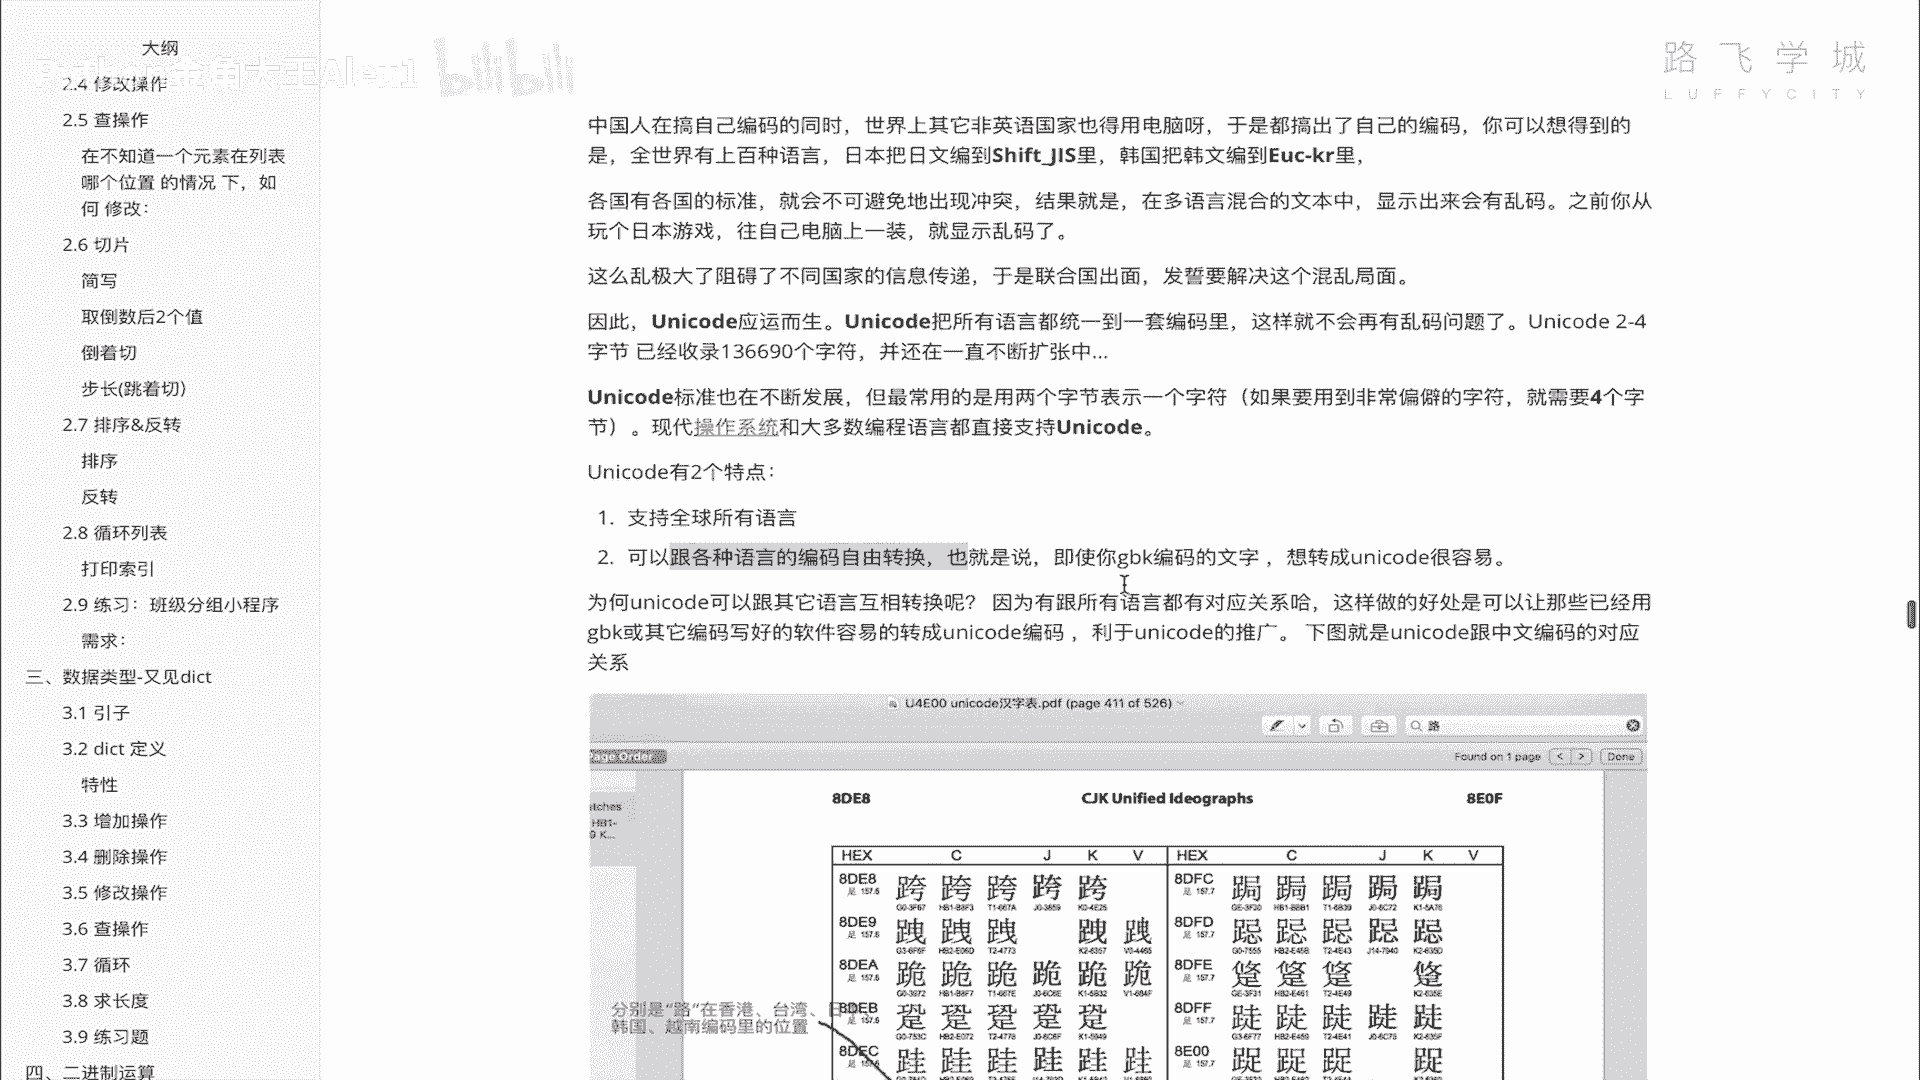 大纲
Python金角大王Alex1 bilibili
路飞学城
LUFFYCITY
2.4 修改操作
2.5 查操作
在不知道一个元素在列表
哪个位置 的情况 下，如
何 修改：
2.6 切片
简写
取倒数后2个值
倒着切
步长(跳着切)
2.7 排序&反转
排序
反转
2.8 循环列表
打印索引
2.9 练习：班级分组小程序
需求：
三、数据类型-又见dict
3.1 引子
3.2 dict 定义
特性
3.3 增加操作
3.4 删除操作
3.5 修改操作
3.6 查操作
3.7 循环
3.8 求长度
3.9 练习题
四、二进制运算
中国人在搞自己编码的同时，世界上其它非英语国家也得用电脑呀，于是都搞出了自己的编码，你可以想得到的
是，全世界有上百种语言，日本把日文编到Shift_JIS里，韩国把韩文编到Euc-kr里，
各国有各国的标准，就会不可避免地出现冲突，结果就是，在多语言混合的文本中，显示出来会有乱码。之前你从
玩个日本游戏，往自己电脑上一装，就显示乱码了。
这么乱极大了阻碍了不同国家的信息传递，于是联合国出面，发誓要解决这个混乱局面。
因此，Unicode应运而生。Unicode把所有语言都统一到一套编码里，这样就不会再有乱码问题了。Unicode 2-4
字节 已经收录136690个字符，并还在一直不断扩张中...
Unicode标准也在不断发展，但最常用的是用两个字节表示一个字符（如果要用到非常偏僻的字符，就需要4个字
节）。现代操作系统和大多数编程语言都直接支持Unicode。
Unicode有2个特点：
1. 支持全球所有语言
2. 可以跟各种语言的编码自由转换，也就是说，即使你gbk编码的文字 ，想转成unicode很容易。
为何unicode可以跟其它语言互相转换呢？ 因为有跟所有语言都有对应关系哈，这样做的好处是可以让那些已经用
gbk或其它编码写好的软件容易的转成unicode编码 ，利于unicode的推广。 下图就是unicode跟中文编码的对应
关系
U4E00 unicode汉字表.pdf (page 411 of 526)
路
Page Order
Found on 1 page < > Done
8DE8 CJK Unified Ideographs 8E0F
HEX C J K V HEX C J K V
8DE8 跨 跨 跨 跨 跨 8DFC 跼 跼 跼 跼 跼
8DE9 跩 跩 跩 跩 跩 8DFD 跽 跽 跽 跽 跽
8DEA 跪 跪 跪 跪 跪 跪 8DFE 跾 跾 跾 跾
8DEB 跫 跫 跫 跫 跫 8DFF 跿 跿 跿 跿 跿
8DEC 跬 跬 跬 跬 跬 跬 8E00
分别是“路”在香港、台湾、日
韩国、越南编码里的位置